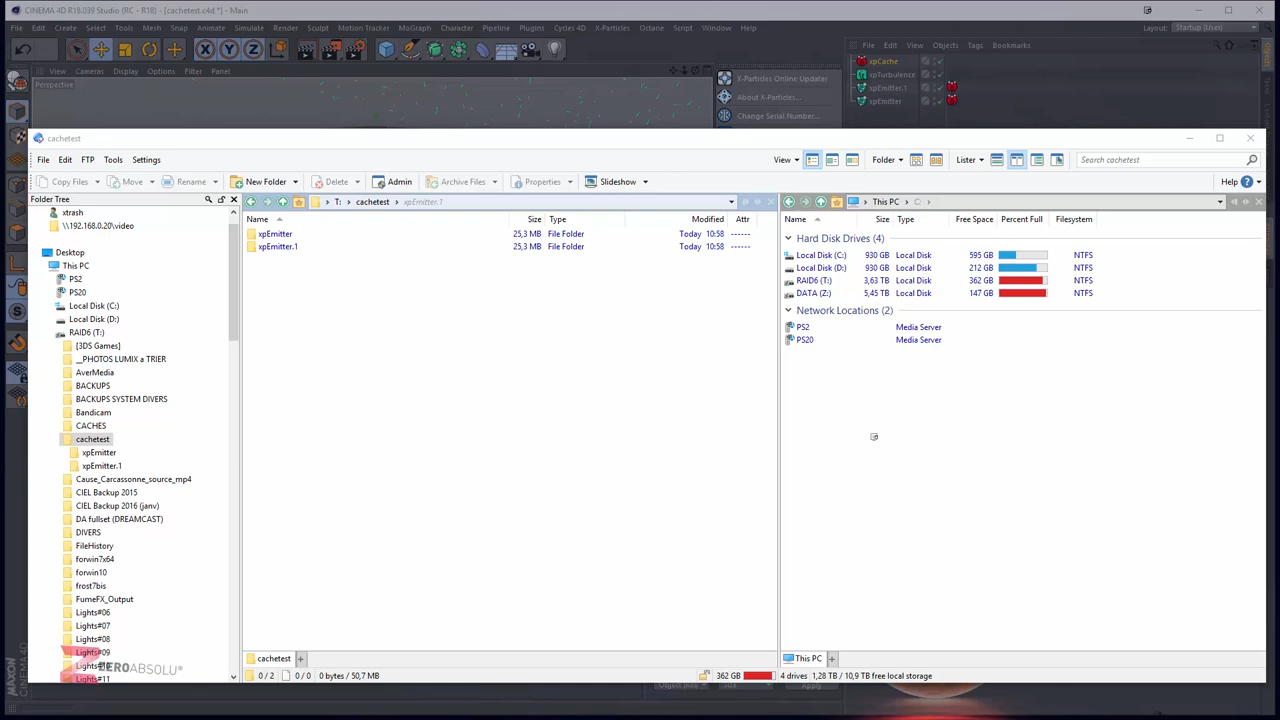 CINEMA 4D R18.039 Studio (RC - R18) - [cachetest.c4d *] - Main
File Edit Create Select Tools Mesh Snap Animate Simulate Render Sculpt Motion Tracker MoGraph Character Pipeline Plugins Cycles 4D X-Particles Octane Script Window Help
Layout: Startup (User)
X Y Z
File Edit View Objects Tags Bookmarks
View Cameras Display Options Filter Panel
Perspective
X-Particles Online Updater
About X-Particles...
Change Serial Number...
xpCache
xpTurbulence
xpEmitter.1
xpEmitter
Objects
cachetest
File Edit FTP Tools Settings
View Folder Lister Search cachetest
Copy Files Move Rename New Folder Delete Admin Archive Files Properties Slideshow Help
Folder Tree
T: cachetest xpEmitter.1
This PC C:
xtrash
\\192.168.0.20\video
Desktop
This PC
PS2
PS20
Local Disk (C:)
Local Disk (D:)
RAID6 (T:)
[3DS Games]
__PHOTOS LUMIX a TRIER
AverMedia
BACKUPS
BACKUPS SYSTEM DIVERS
Bandicam
CACHES
cachetest
xpEmitter
xpEmitter.1
Cause_Carcassonne_source_mp4
CIEL Backup 2015
CIEL Backup 2016 (janv)
DA fullset (DREAMCAST)
DIVERS
FileHistory
forwin7x64
forwin10
frost7bis
FumeFX_Output
Lights#06
Lights#07
Lights#08
Lights#09
Lights#11
ZEROABSOLU®
Name Size Type Modified Attr
xpEmitter 25,3 MB File Folder Today 10:58 ------
xpEmitter.1 25,3 MB File Folder Today 10:58 ------
Name Size Type Free Space Percent Full Filesystem
Hard Disk Drives (4)
Local Disk (C:) 930 GB Local Disk 595 GB NTFS
Local Disk (D:) 930 GB Local Disk 212 GB NTFS
RAID6 (T:) 3,63 TB Local Disk 362 GB NTFS
DATA (Z:) 5,45 TB Local Disk 147 GB NTFS
Network Locations (2)
PS2 Media Server
PS20 Media Server
cachetest
This PC
0 / 2 0 / 0 0 bytes / 50,7 MB 362 GB
4 drives, 1,28 TB / 10,9 TB free local storage
Apply